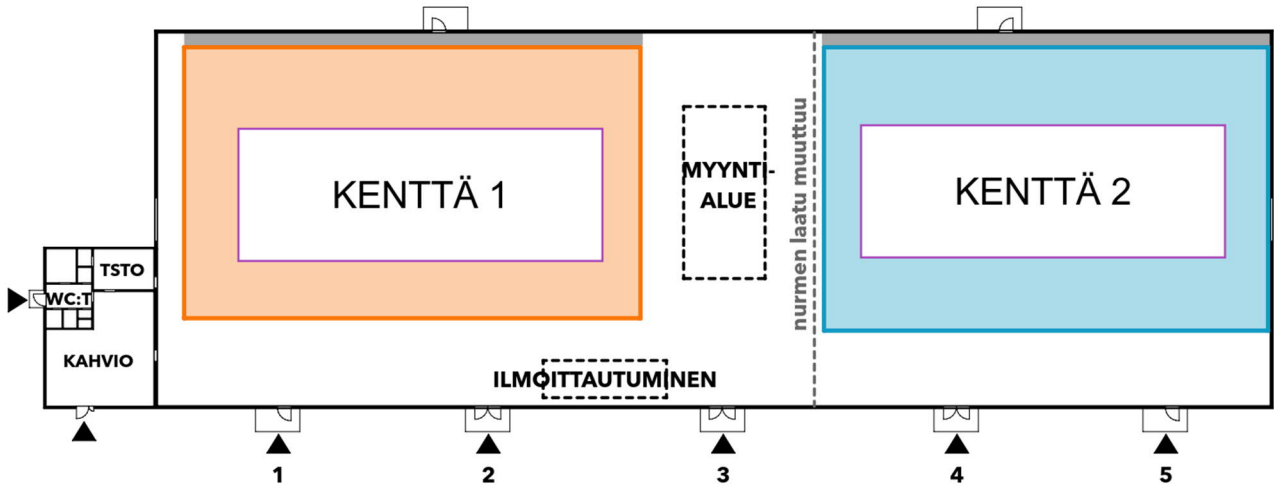 KENTTÄ 1
MYYNTI-
ALUE
nurmen laatu muuttuu
KENTTÄ 2
TSTO
WC:T
KAHVIO
ILMOITTAUTUMINEN
1
2
3
4
5